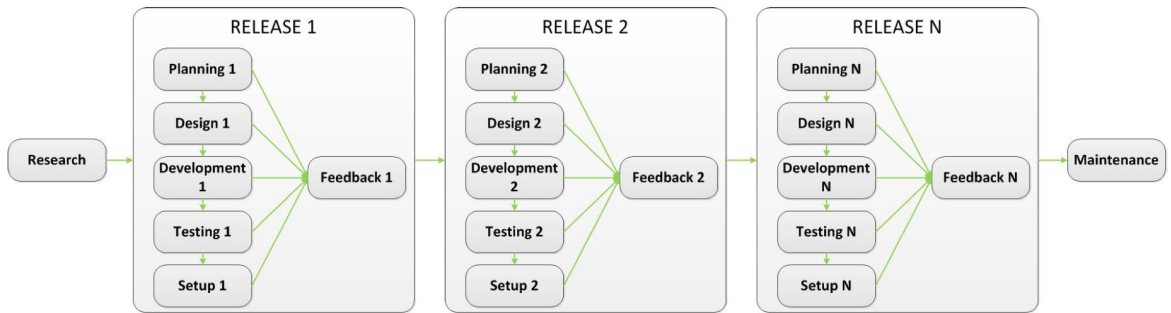 Research
RELEASE 1
Planning 1
Design 1
Development
1
Testing 1
Setup 1
Feedback 1
RELEASE 2
Planning 2
Design 2
Development
2
Testing 2
Setup 2
Feedback 2
RELEASE N
Planning N
Design N
Development
N
Testing N
Setup N
Feedback N
Maintenance